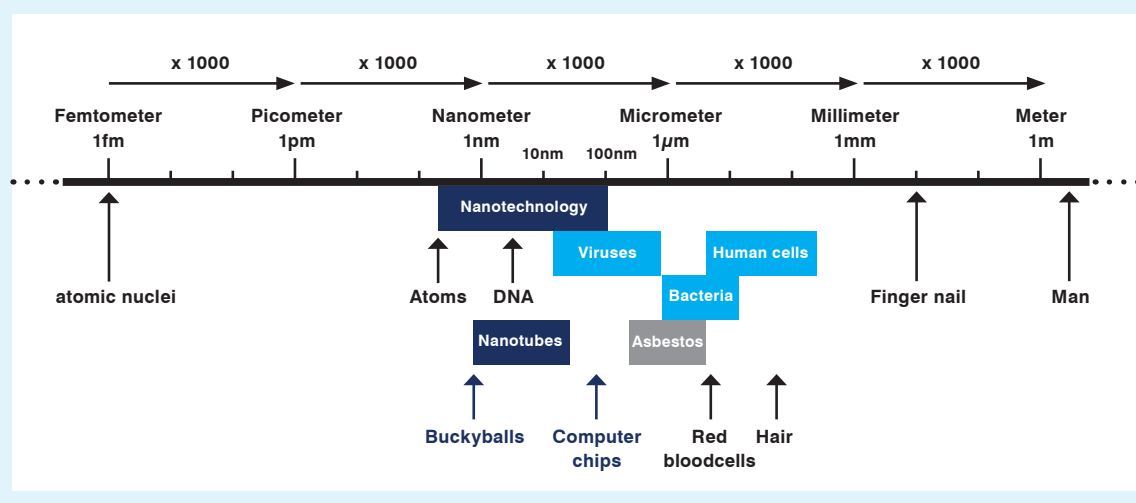 x 1000 x 1000 x 1000 x 1000 x 1000
Femtometer Picometer Nanometer Micrometer Millimeter Meter
1fm 1pm 1nm 1µm 1mm 1m
10nm 100nm
Nanotechnology
Viruses Human cells
atomic nuclei Atoms DNA Bacteria Finger nail Man
Nanotubes Asbestos
Buckyballs Computer Red Hair
chips bloodcells